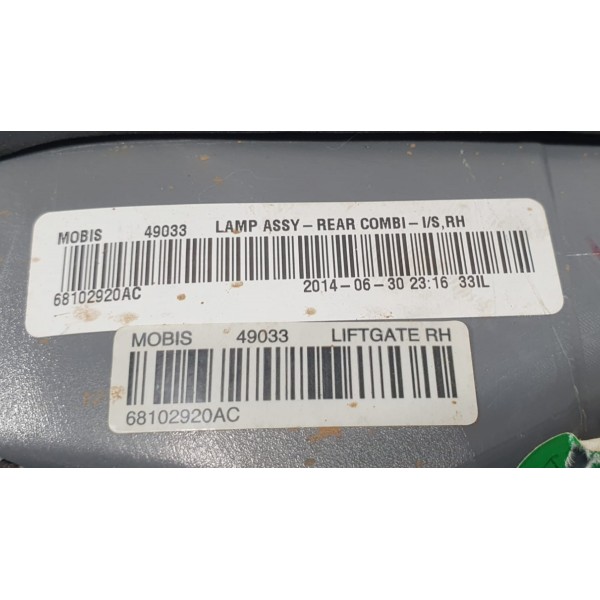 MOBIS 49033 LAMP ASSY-REAR COMBI-I/S,RH
68102920AC 2014-06-30 23:16 33IL
MOBIS 49033 LIFTGATE RH
68102920AC